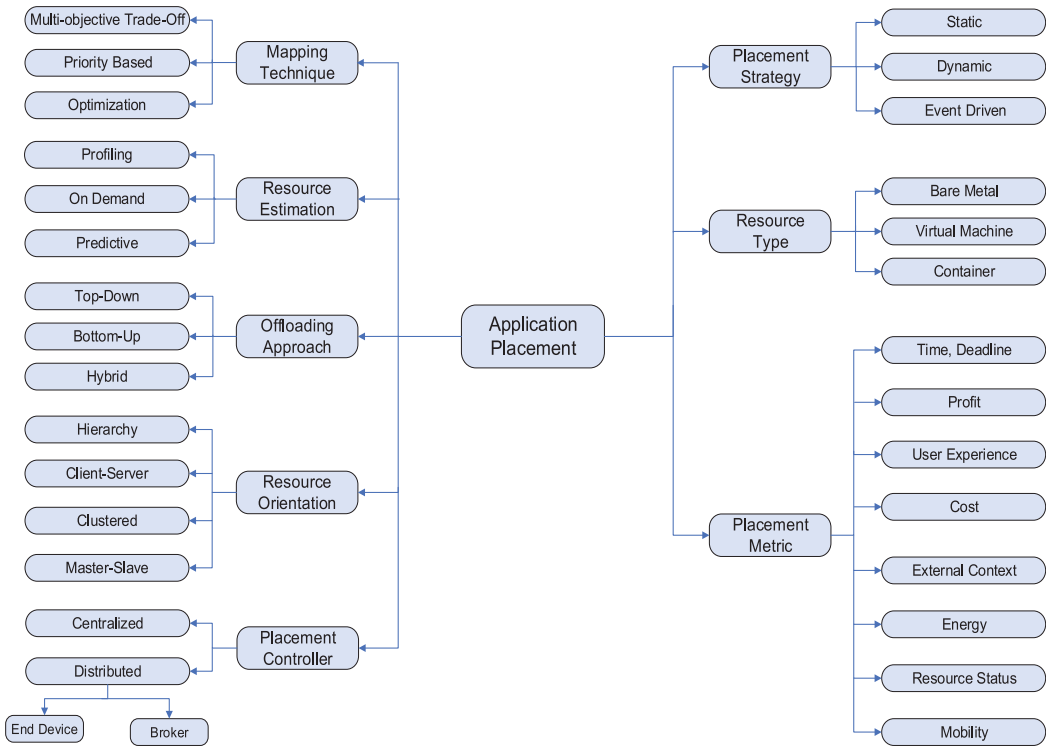 Multi-objective Trade-Off
Priority Based
Optimization
Mapping
Technique
Profiling
On Demand
Predictive
Resource
Estimation
Top-Down
Bottom-Up
Hybrid
Offloading
Approach
Hierarchy
Client-Server
Clustered
Master-Slave
Resource
Orientation
Centralized
Distributed
Placement
Controller
End Device
Broker
Application
Placement
Placement
Strategy
Static
Dynamic
Event Driven
Resource
Type
Bare Metal
Virtual Machine
Container
Placement
Metric
Time, Deadline
Profit
User Experience
Cost
External Context
Energy
Resource Status
Mobility